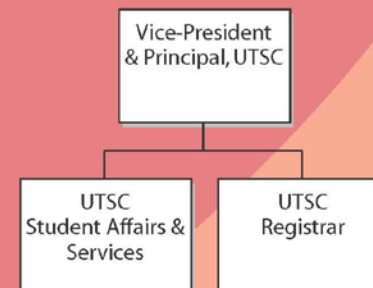 Vice-President
& Principal, UTSC
UTSC
Student Affairs &
Services
UTSC
Registrar